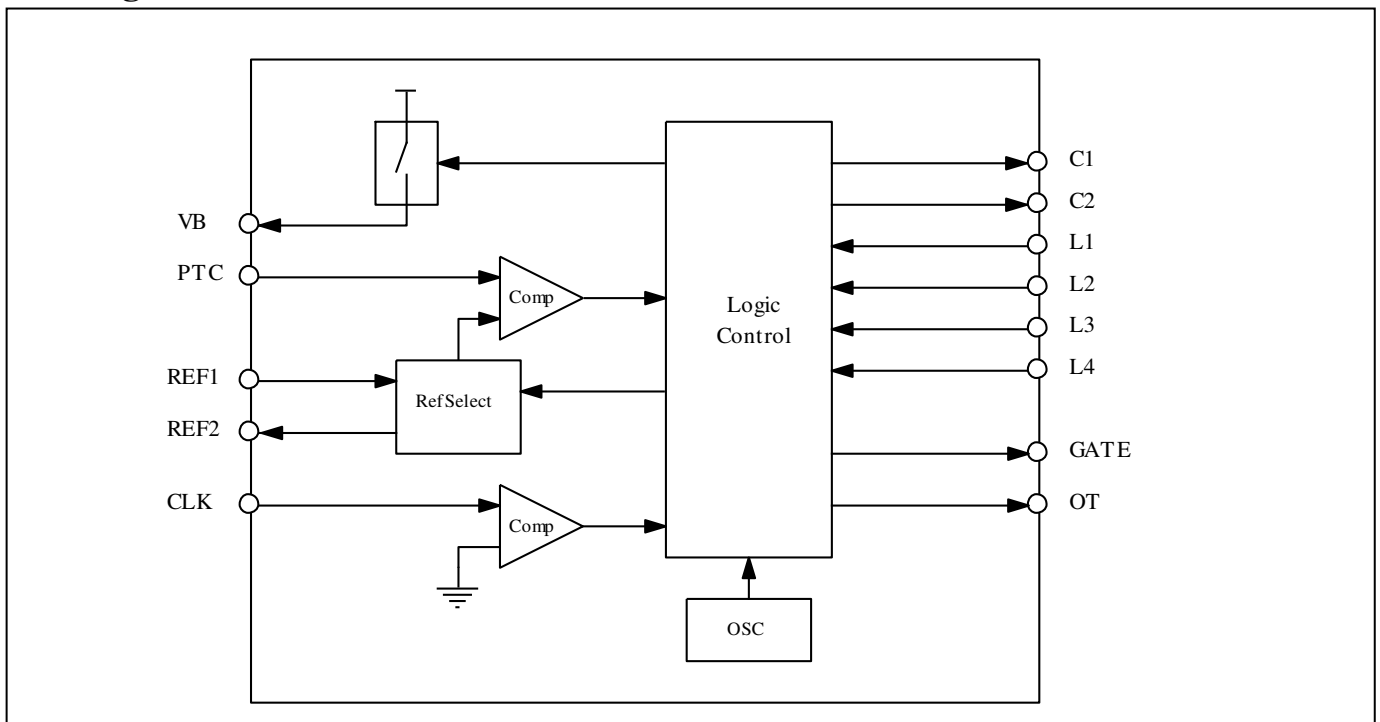 VB
PTC
REF1
REF2
CLK
Comp
RefSelect
Comp
Logic
Control
OSC
C1
C2
L1
L2
L3
L4
GATE
OT